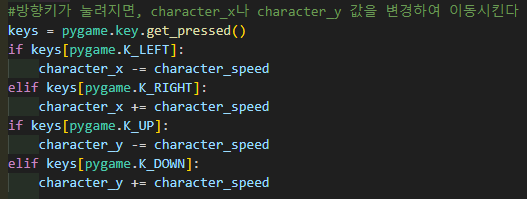 #방향키가 눌려지면, character_x나 character_y 값을 변경하여 이동시킨다
keys = pygame.key.get_pressed()
if keys[pygame.K_LEFT]:
    character_x -= character_speed
elif keys[pygame.K_RIGHT]:
    character_x += character_speed
if keys[pygame.K_UP]:
    character_y -= character_speed
elif keys[pygame.K_DOWN]:
    character_y += character_speed